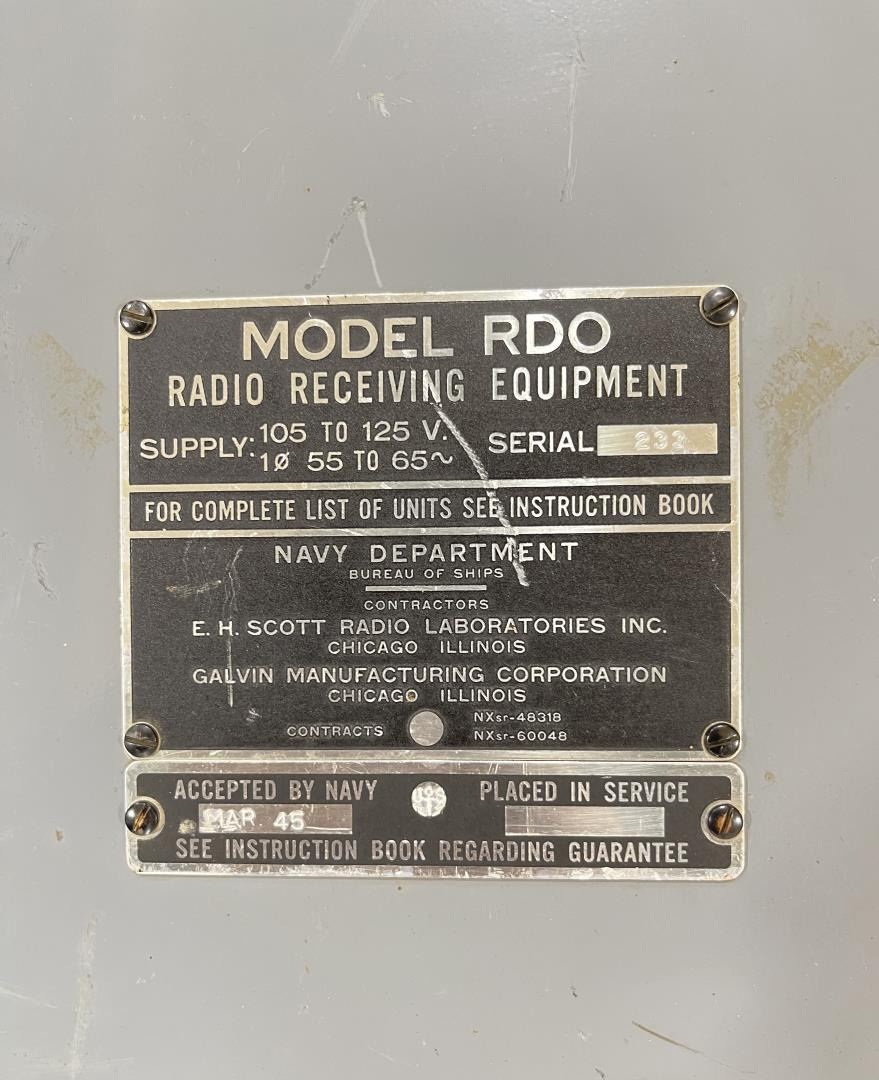 MODEL RDO
RADIO RECEIVING EQUIPMENT
SUPPLY: 105 TO 125 V.
1ø 55 TO 65~
SERIAL 233
FOR COMPLETE LIST OF UNITS SEE INSTRUCTION BOOK
NAVY DEPARTMENT
BUREAU OF SHIPS
CONTRACTORS
E. H. SCOTT RADIO LABORATORIES INC.
CHICAGO ILLINOIS
GALVIN MANUFACTURING CORPORATION
CHICAGO ILLINOIS
CONTRACTS
NXsr-48318
NXsr-60048
ACCEPTED BY NAVY
MAR 45
PLACED IN SERVICE
SEE INSTRUCTION BOOK REGARDING GUARANTEE